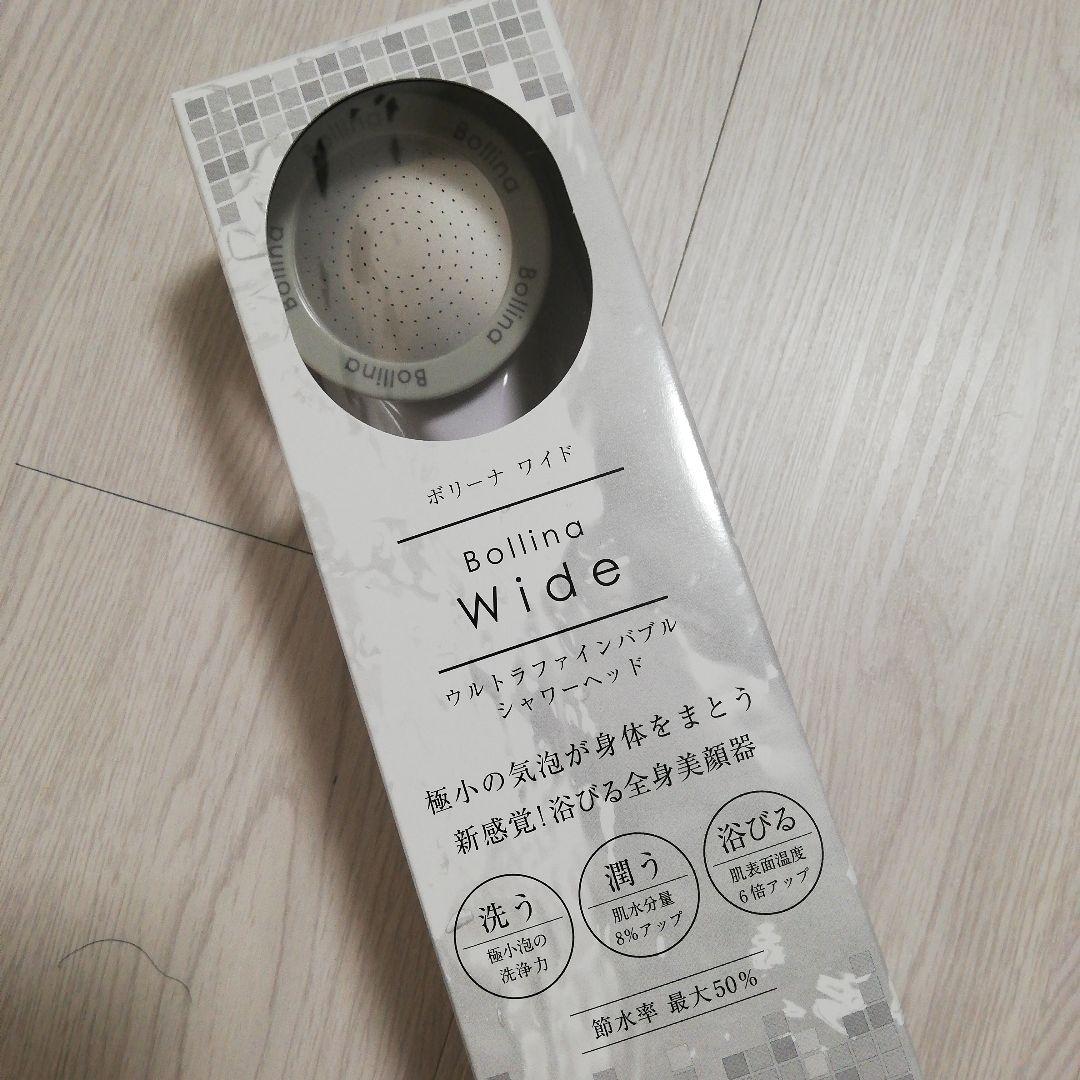 Bollina
Bollina
Bollina
Bollina
Bollina
ボリーナ ワイド
Bollina
Wide
ウルトラファインバブル
シャワーヘッド
極小の気泡が身体をまとう
新感覚!浴びる全身美顔器
洗う
極小泡の
洗浄力
潤う
肌水分量
8%アップ
浴びる
肌表面温度
6倍アップ
節水率 最大50%